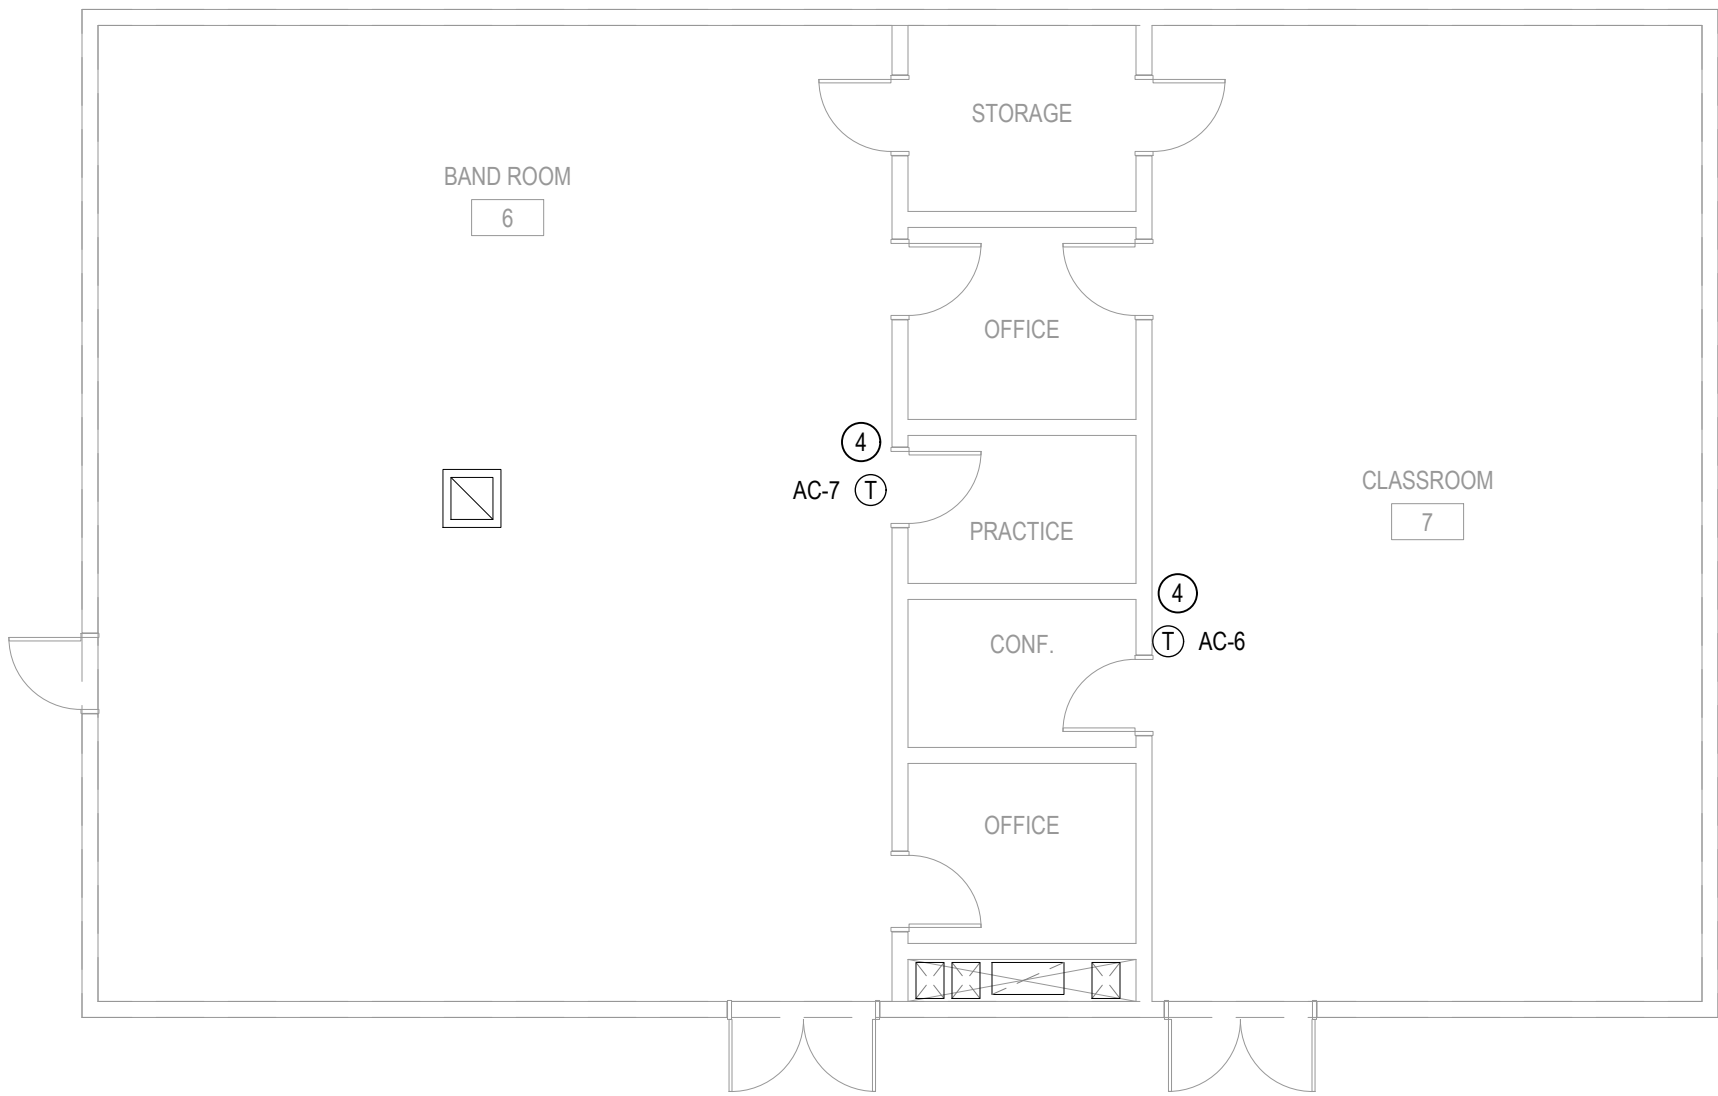 STORAGE
BAND ROOM
6
OFFICE
4
AC-7 T
CLASSROOM
7
PRACTICE
4
T AC-6
CONF.
OFFICE